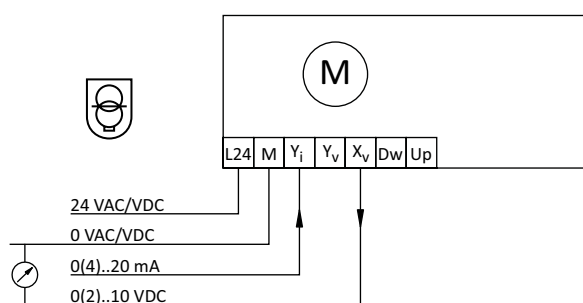 M
L24 M Yi Yv Xv Dw Up
24 VAC/VDC
0 VAC/VDC
0(4)..20 mA
0(2)..10 VDC